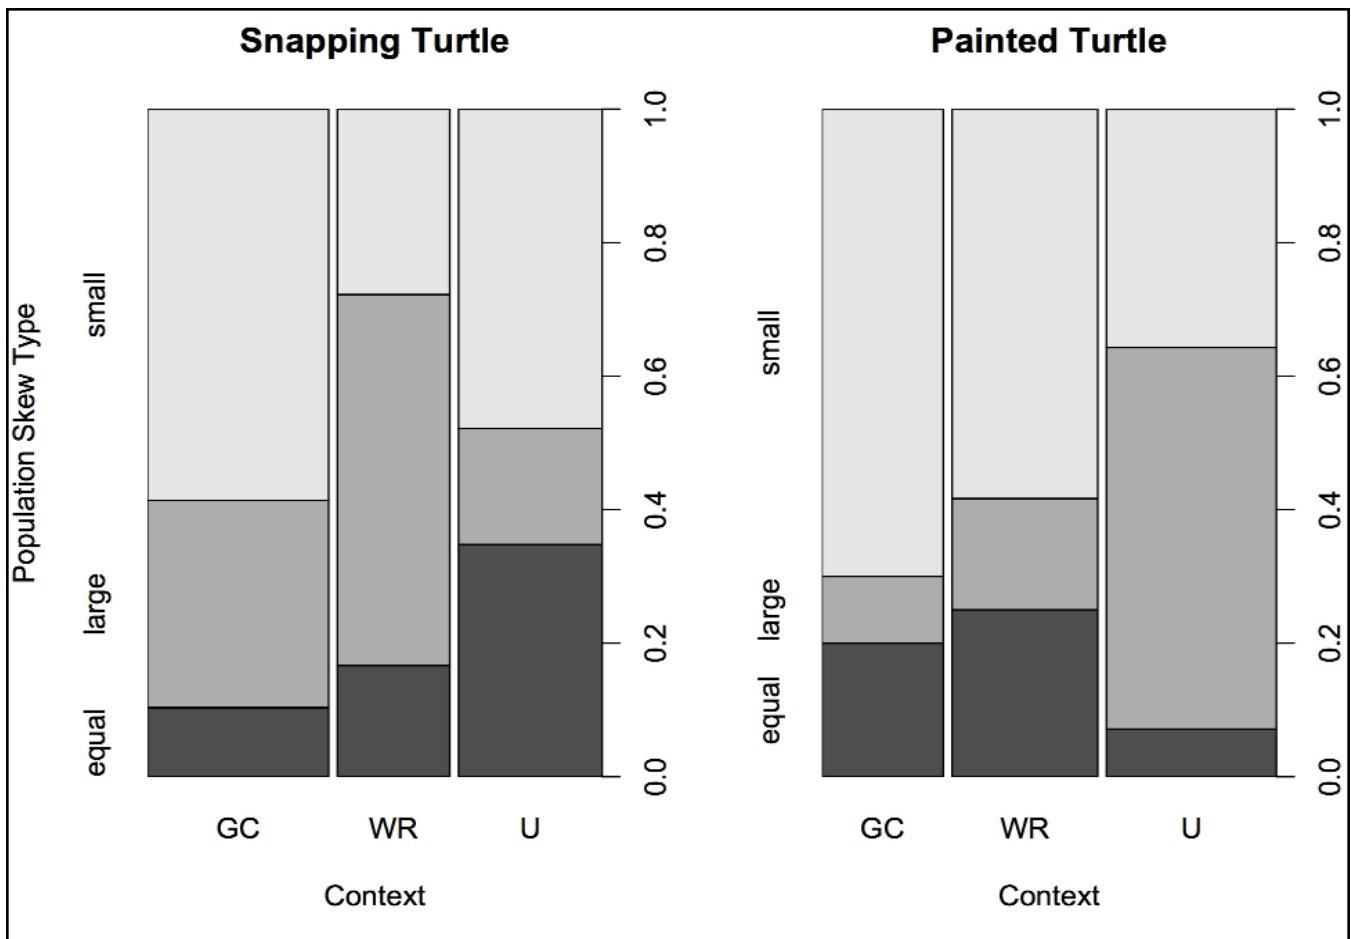 Snapping Turtle
Population Skew Type
small
large
equal
1.0
0.8
0.6
0.4
0.2
0.0
GC WR U
Context
Painted Turtle
small
large
equal
1.0
0.8
0.6
0.4
0.2
0.0
GC WR U
Context